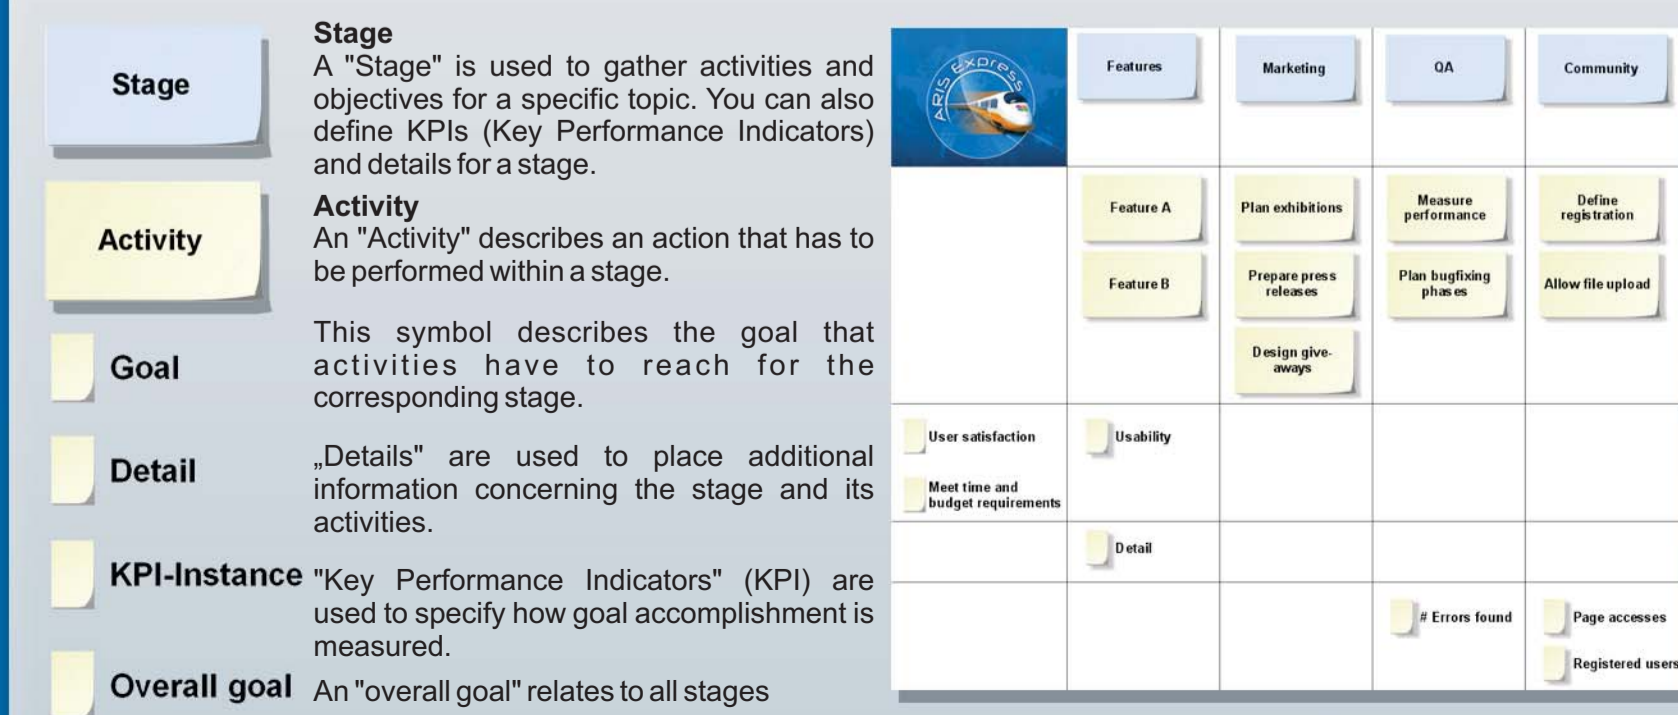 Stage
Stage
A "Stage" is used to gather activities and
objectives for a specific topic. You can also
define KPIs (Key Performance Indicators)
and details for a stage.
Activity
Activity
An "Activity" describes an action that has to
be performed within a stage.
Goal
This symbol describes the goal that
activities have to reach for the
corresponding stage.
Detail
„Details" are used to place additional
information concerning the stage and its
activities.
KPI-Instance
"Key Performance Indicators" (KPI) are
used to specify how goal accomplishment is
measured.
Overall goal
An "overall goal" relates to all stages
ARIS Express
Features
Marketing
QA
Community
Feature A
Plan exhibitions
Measure
performance
Define
registration
Feature B
Prepare press
releases
Plan bugfixing
phases
Allow file upload
Design give-
aways
User satisfaction
Usability
Meet time and
budget requirements
Detail
# Errors found
Page accesses
Registered users